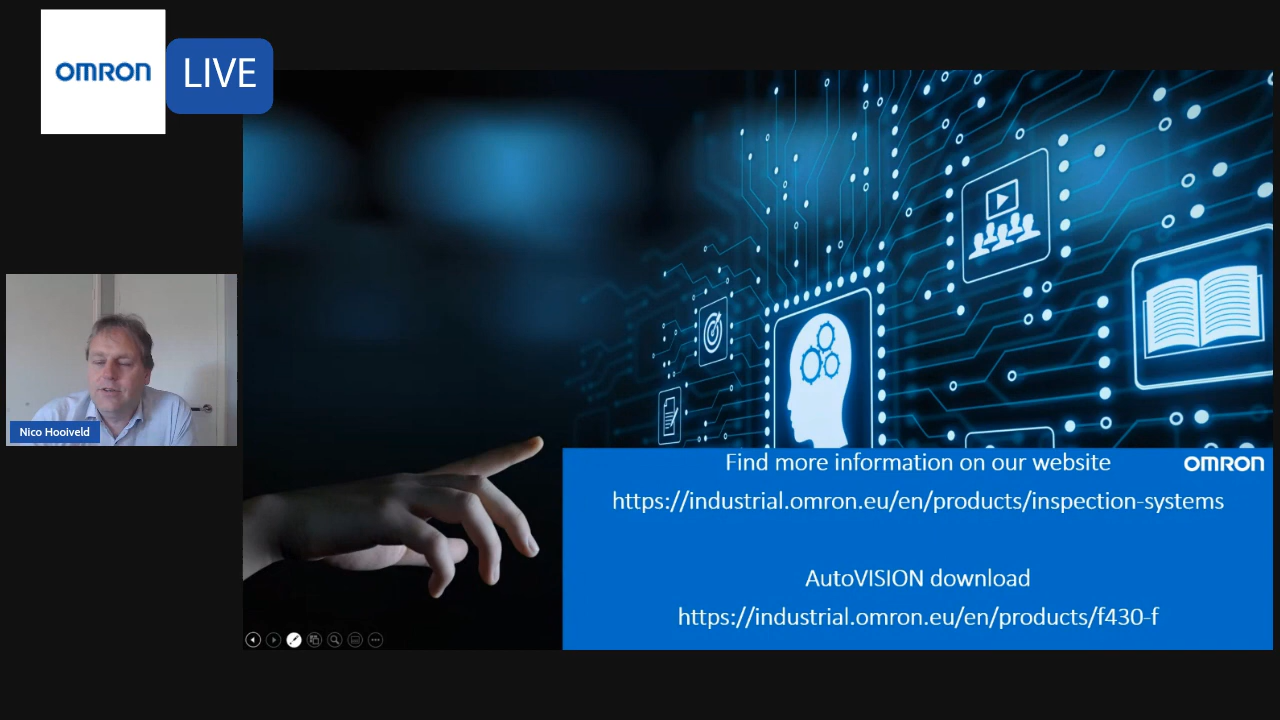 OMRON
LIVE
Nico Hooiveld
Find more information on our website
OMRON
https://industrial.omron.eu/en/products/inspection-systems
AutoVISION download
https://industrial.omron.eu/en/products/f430-f